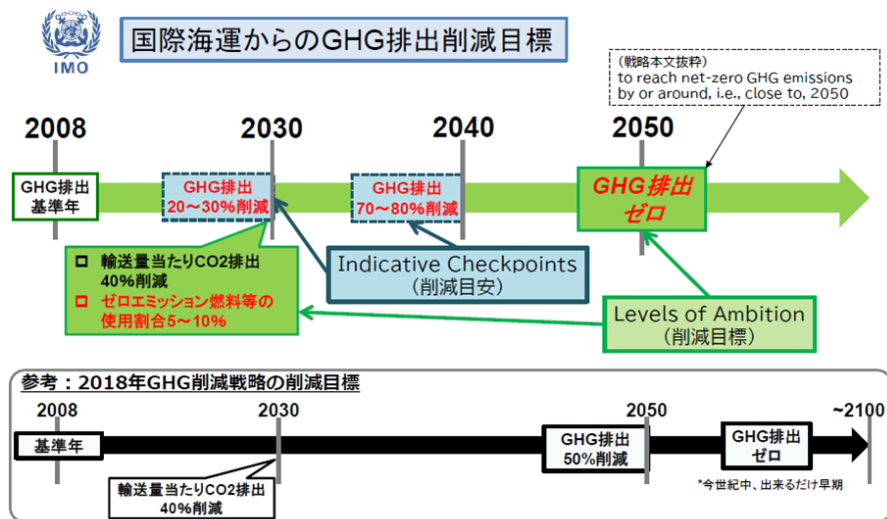 IMO
国際海運からのGHG排出削減目標
(戦略本文抜粋)
to reach net-zero GHG emissions
by or around, i.e., close to, 2050
2008
2030
2040
2050
GHG排出
基準年
GHG排出
20~30%削減
GHG排出
70~80%削減
GHG排出
ゼロ
輸送量当たりCO2排出
40%削減
ゼロエミッション燃料等の
使用割合5~10%
Indicative Checkpoints
(削減目安)
Levels of Ambition
(削減目標)
参考:2018年GHG削減戦略の削減目標
2008
2030
2050
~2100
基準年
輸送量当たりCO2排出
40%削減
GHG排出
50%削減
GHG排出
ゼロ
*今世紀中、出来るだけ早期